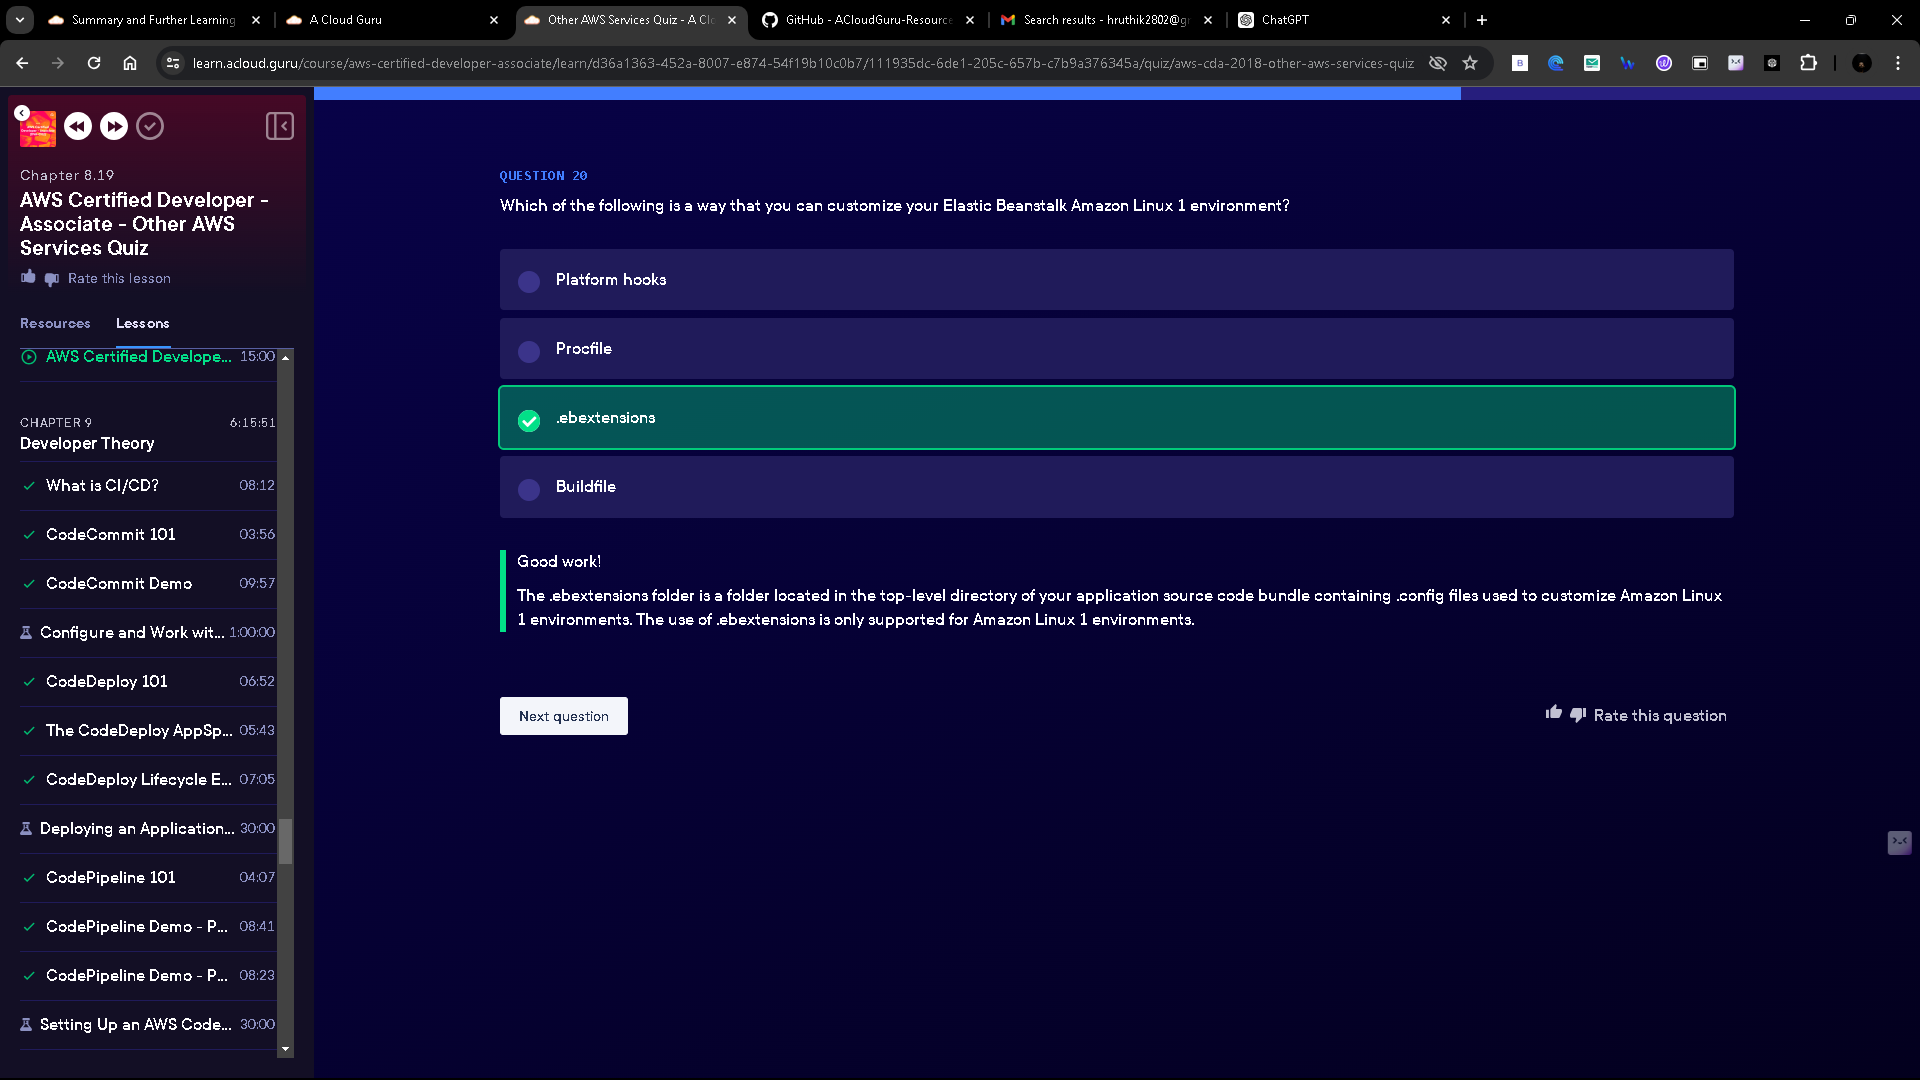 Summary and Further Learning
A Cloud Guru
Other AWS Services Quiz - A Cl
GitHub - ACloudGuru-Resource
Search results - hruthik2802@gr
ChatGPT
learn.acloud.guru/course/aws-certified-developer-associate/learn/d36a1363-452a-8007-e874-54f19b10c0b7/111935dc-6de1-205c-657b-c7b9a376345a/quiz/aws-cda-2018-other-aws-services-quiz
Chapter 8.19
AWS Certified Developer -
Associate - Other AWS
Services Quiz
Rate this lesson
Resources
Lessons
AWS Certified Develope... 15:00
CHAPTER 9 6:15:51
Developer Theory
What is CI/CD? 08:12
CodeCommit 101 03:56
CodeCommit Demo 09:57
Configure and Work wit... 1:00:00
CodeDeploy 101 06:52
The CodeDeploy AppSp... 05:43
CodeDeploy Lifecycle E... 07:05
Deploying an Application... 30:00
CodePipeline 101 04:07
CodePipeline Demo - P... 08:41
CodePipeline Demo - P... 08:23
Setting Up an AWS Code... 30:00
QUESTION 20
Which of the following is a way that you can customize your Elastic Beanstalk Amazon Linux 1 environment?
Platform hooks
Procfile
.ebextensions
Buildfile
Good work!
The .ebextensions folder is a folder located in the top-level directory of your application source code bundle containing .config files used to customize Amazon Linux
1 environments. The use of .ebextensions is only supported for Amazon Linux 1 environments.
Next question
Rate this question